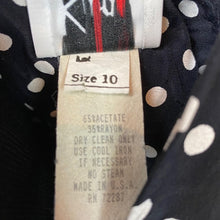 Size 10
65%ACETATE
35%RAYON
DRY CLEAN ONLY
USE COOL IRON
IF NECESSARY
NO STEAM
MADE IN U.S.A.
RN 72287